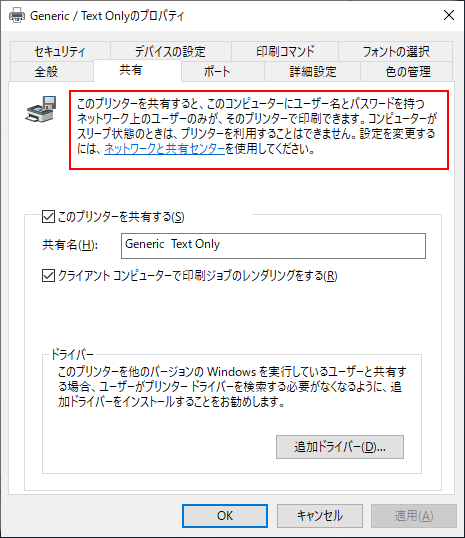 Generic / Text Onlyのプロパティ
セキュリティ デバイスの設定 印刷コマンド フォントの選択
全般 共有 ポート 詳細設定 色の管理
このプリンターを共有すると、このコンピューターにユーザー名とパスワードを持つ
ネットワーク上のユーザーのみが、そのプリンターで印刷できます。コンピューターが
スリープ状態のときは、プリンターを利用することはできません。設定を変更する
には、ネットワークと共有センターを使用してください。
このプリンターを共有する(S)
共有名(H): Generic Text Only
クライアント コンピューターで印刷ジョブのレンダリングをする(R)
ドライバー
このプリンターを他のバージョンの Windows を実行しているユーザーと共有す
る場合、ユーザーがプリンター ドライバーを検索する必要がなくなるように、追
加ドライバーをインストールすることをお勧めします。
追加ドライバー(D)...
OK キャンセル 適用(A)